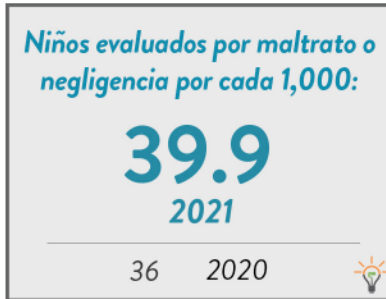 Niños evaluados por maltrato o
negligencia por cada 1,000:
39.9
2021
36 2020